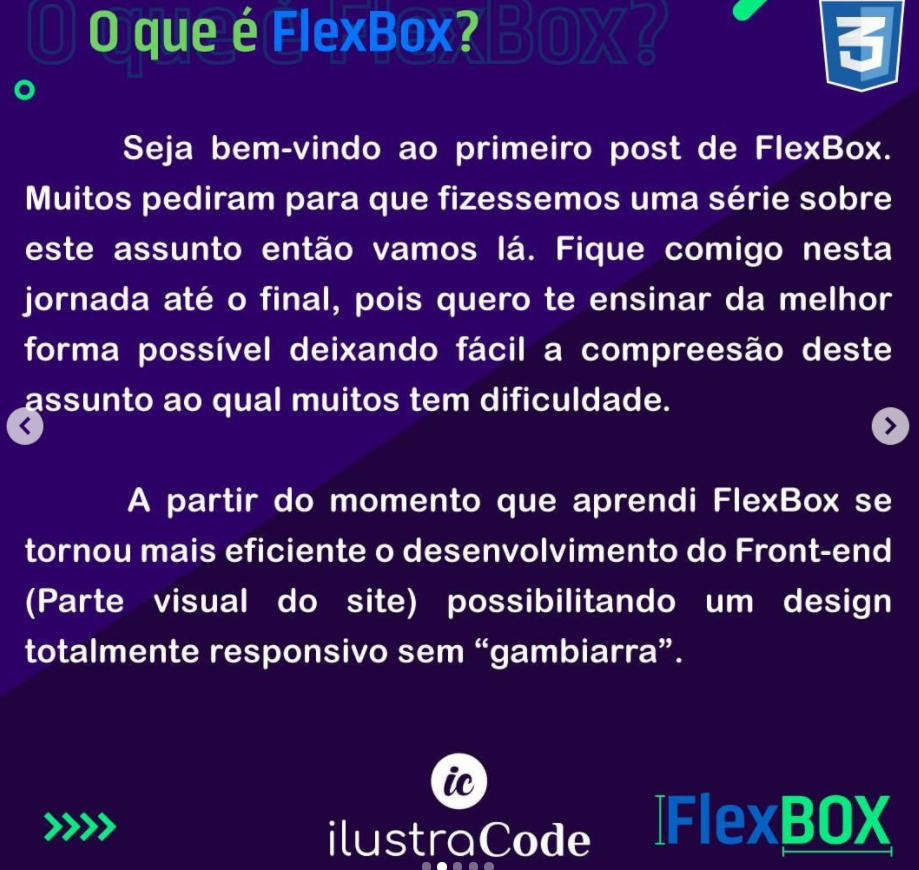 O que é FlexBox?
O que é FlexBox?
3
Seja bem-vindo ao primeiro post de FlexBox.
Muitos pediram para que fizessemos uma série sobre
este assunto então vamos lá. Fique comigo nesta
jornada até o final, pois quero te ensinar da melhor
forma possível deixando fácil a compreesão deste
assunto ao qual muitos tem dificuldade.
A partir do momento que aprendi FlexBox se
tornou mais eficiente o desenvolvimento do Front-end
(Parte visual do site) possibilitando um design
totalmente responsivo sem “gambiarra”.
ic
ilustraCode
FlexBOX